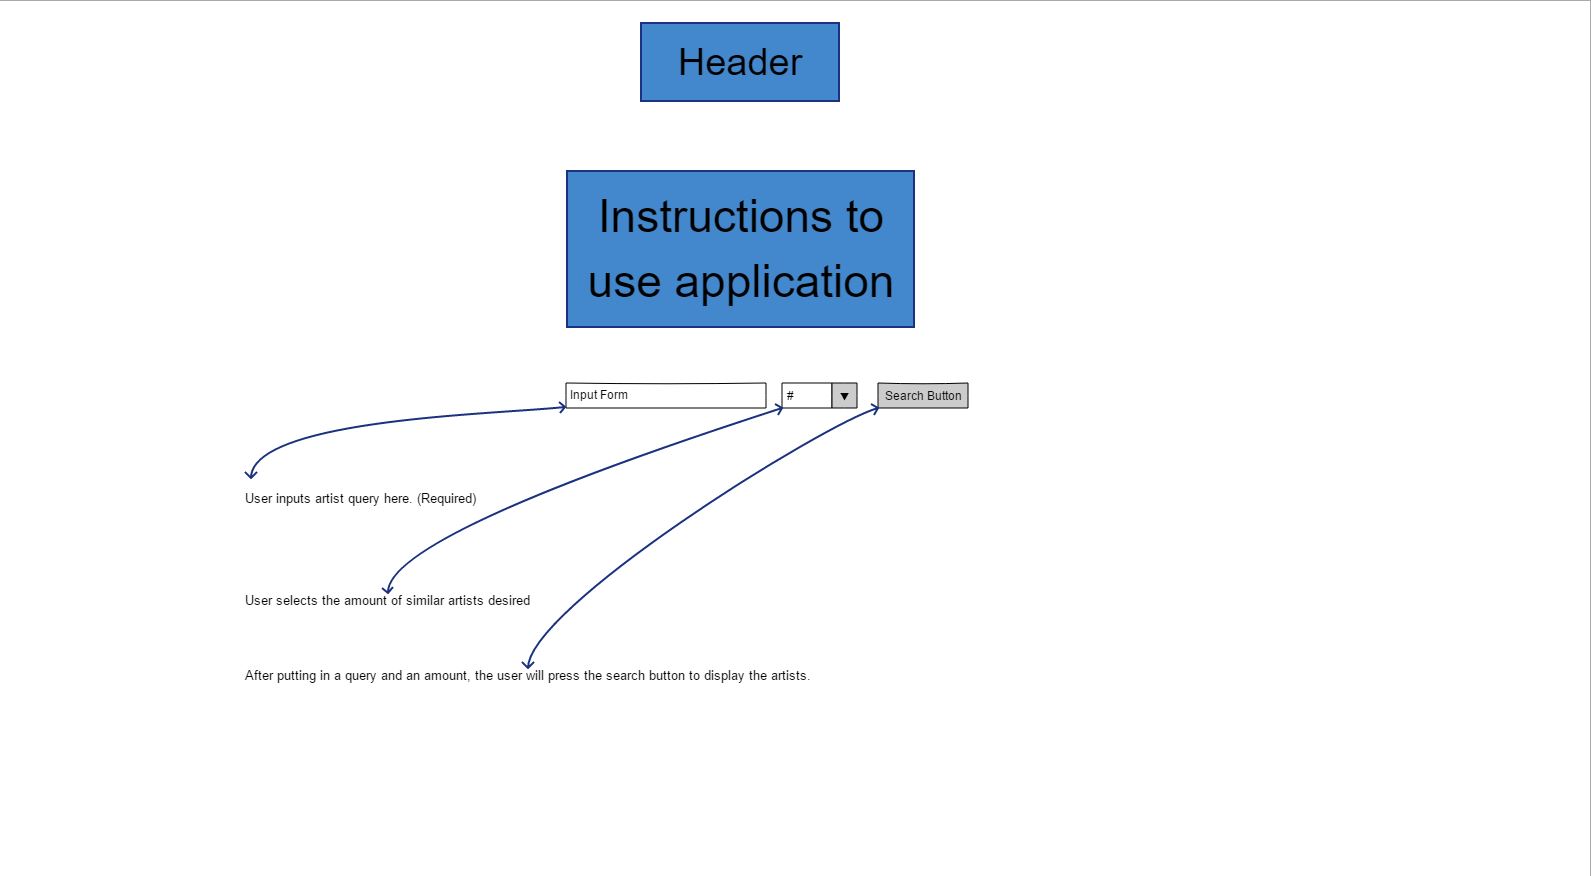 Header
Instructions to
use application
Input Form
#
Search Button
User inputs artist query here. (Required)
User selects the amount of similar artists desired
After putting in a query and an amount, the user will press the search button to display the artists.